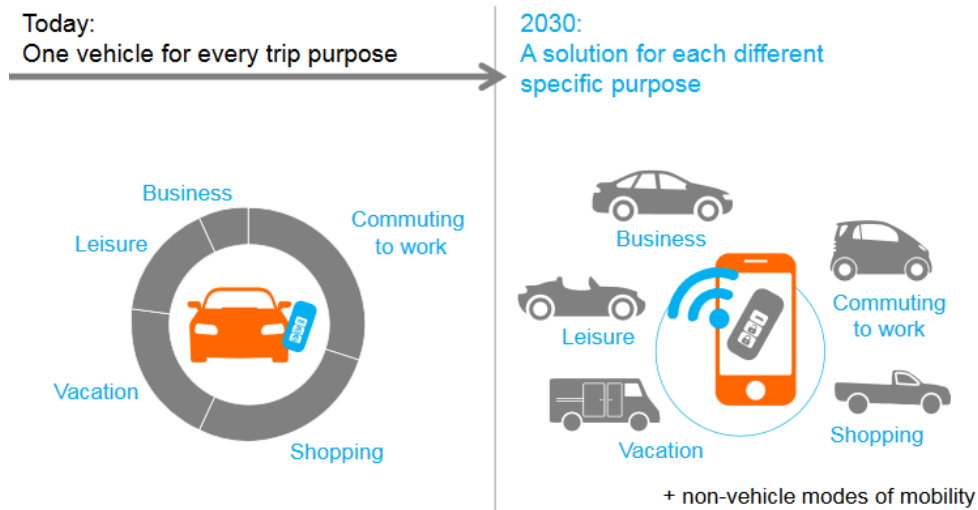 Today:
One vehicle for every trip purpose
2030:
A solution for each different
specific purpose
Business
Leisure
Commuting
to work
Vacation
Shopping
Business
Leisure
Commuting
to work
Vacation
Shopping
+ non-vehicle modes of mobility